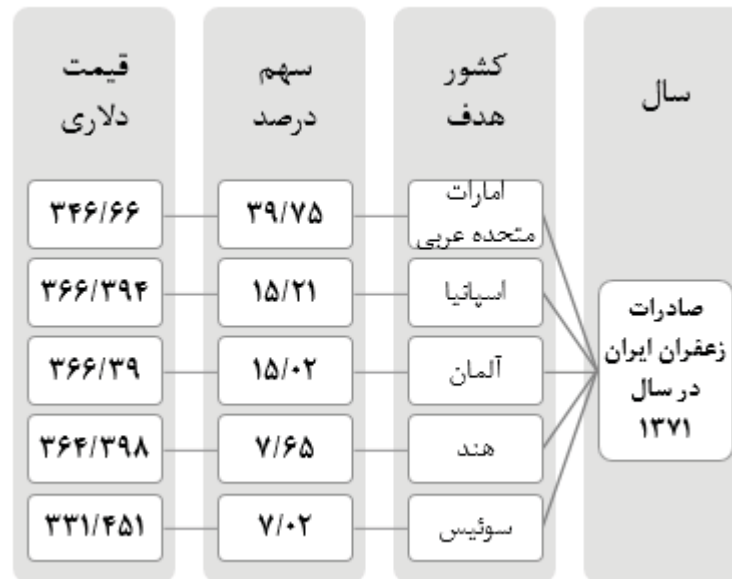 سال
کشور
هدف
سهم
درصد
قیمت
دلاری
صادرات
زعفران ایران
در سال
۱۳۷۱
امارات
متحده عربی
۳۹/۷۵
۳۴۶/۶۶
اسپانیا
۱۵/۲۱
۳۶۶/۳۹۴
آلمان
۱۵/۰۲
۳۶۶/۳۹
هند
۷/۶۵
۳۶۴/۳۹۸
سوئیس
۷/۰۲
۳۳۱/۴۵۱